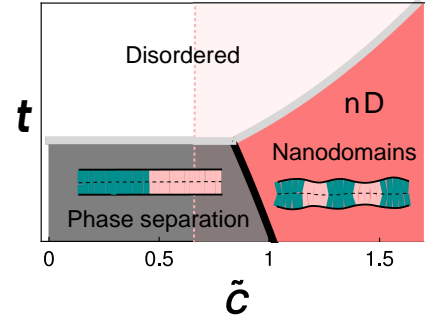 Disordered
t
nD
Nanodomains
Phase separation
0 0.5 1 1.5
c̃